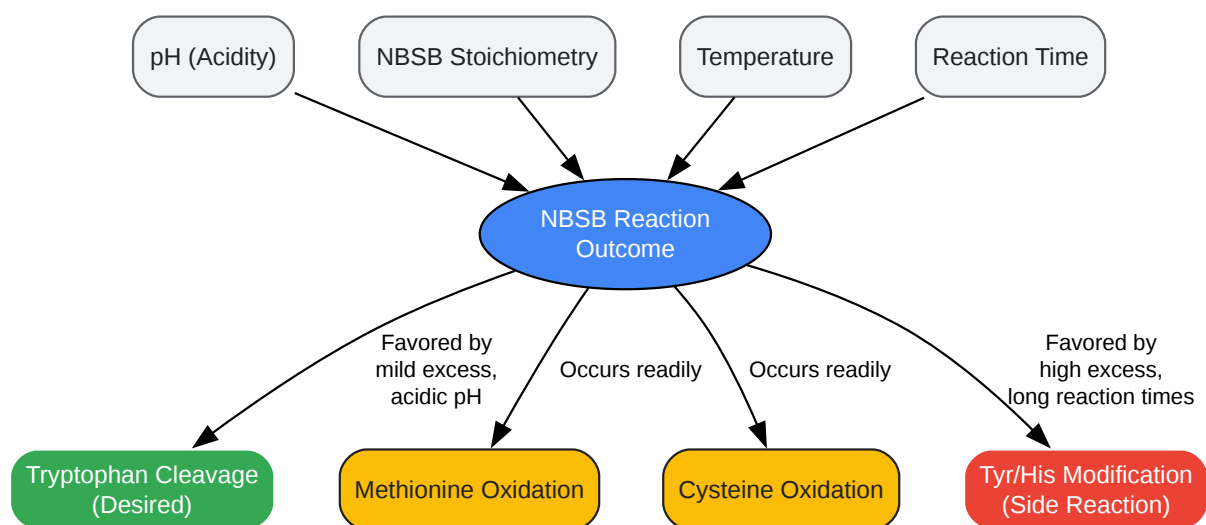 pH (Acidity)
NBSB Stoichiometry
Temperature
Reaction Time
NBSB Reaction
Outcome
Favored by
mild excess,
acidic pH
Occurs readily
Occurs readily
Favored by
high excess,
long reaction times
Tryptophan Cleavage
(Desired)
Methionine Oxidation
Cysteine Oxidation
Tyr/His Modification
(Side Reaction)